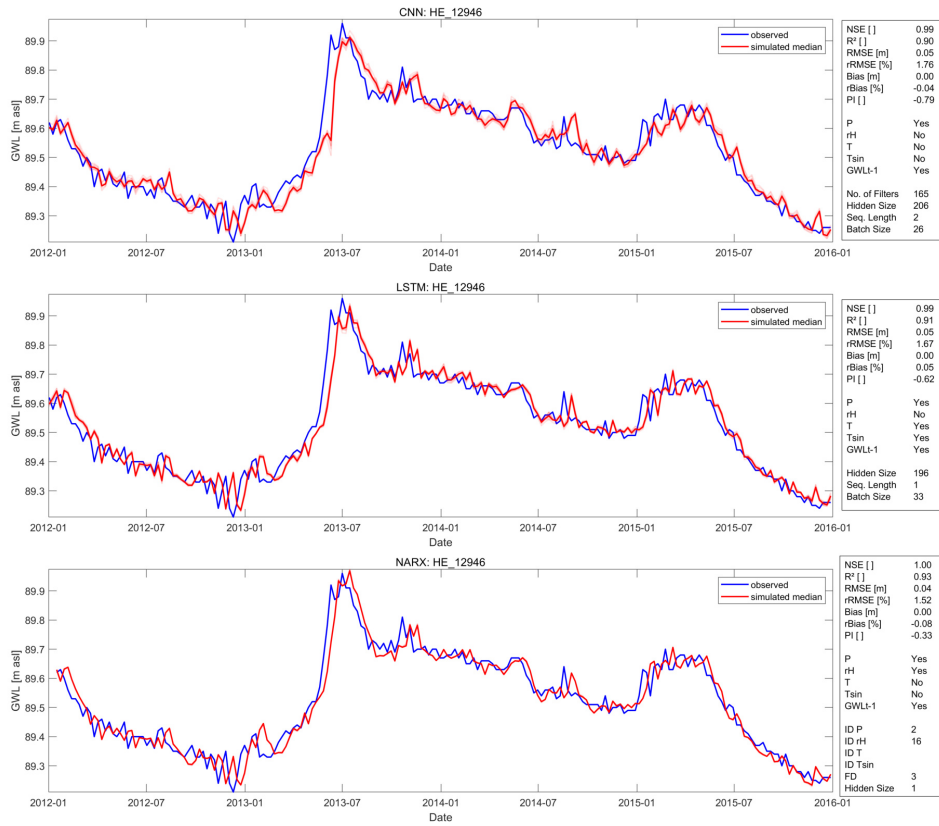 CNN: HE_12946
GWL [m asl]
89.9
89.8
89.7
89.6
89.5
89.4
89.3
2012-01 2012-07 2013-01 2013-07 2014-01 2014-07 2015-01 2015-07 2016-01
Date
observed
simulated median
NSE [ ] 0.99
R² [ ] 0.90
RMSE [m] 0.05
rRMSE [%] 1.76
Bias [m] 0.00
rBias [%] -0.04
PI [ ] -0.79
P Yes
rH No
T No
Tsin No
GWLt-1 Yes
No. of Filters 165
Hidden Size 206
Seq. Length 2
Batch Size 26
LSTM: HE_12946
GWL [m asl]
89.9
89.8
89.7
89.6
89.5
89.4
89.3
2012-01 2012-07 2013-01 2013-07 2014-01 2014-07 2015-01 2015-07 2016-01
Date
observed
simulated median
NSE [ ] 0.99
R² [ ] 0.91
RMSE [m] 0.05
rRMSE [%] 1.67
Bias [m] 0.00
rBias [%] 0.05
PI [ ] -0.62
P Yes
rH No
T Yes
Tsin Yes
GWLt-1 Yes
Hidden Size 196
Seq. Length 1
Batch Size 33
NARX: HE_12946
GWL [m asl]
89.9
89.8
89.7
89.6
89.5
89.4
89.3
2012-01 2012-07 2013-01 2013-07 2014-01 2014-07 2015-01 2015-07 2016-01
Date
observed
simulated median
NSE [ ] 1.00
R² [ ] 0.93
RMSE [m] 0.04
rRMSE [%] 1.52
Bias [m] 0.00
rBias [%] -0.08
PI [ ] -0.33
P Yes
rH Yes
T No
Tsin No
GWLt-1 Yes
ID P 2
ID rH 16
ID T
ID Tsin
FD 3
Hidden Size 1